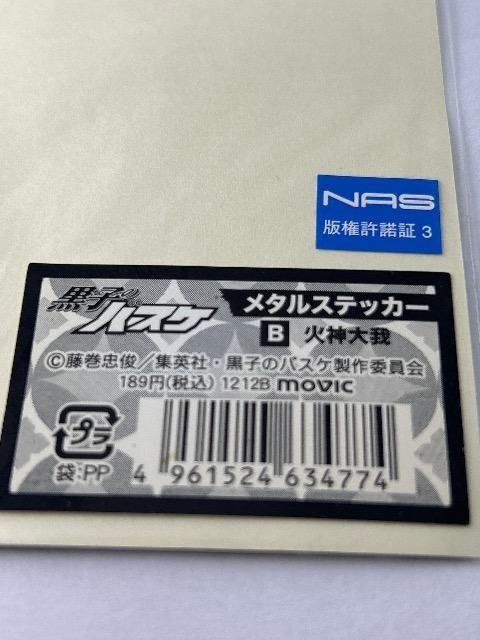 NAS
版権許諾証 3
黒子の
バスケ
メタルステッカー
B 火神大我
©藤巻忠俊／集英社・黒子のバスケ製作委員会
189円(税込) 1212B movic
プラ
袋:PP
4 961524 634774